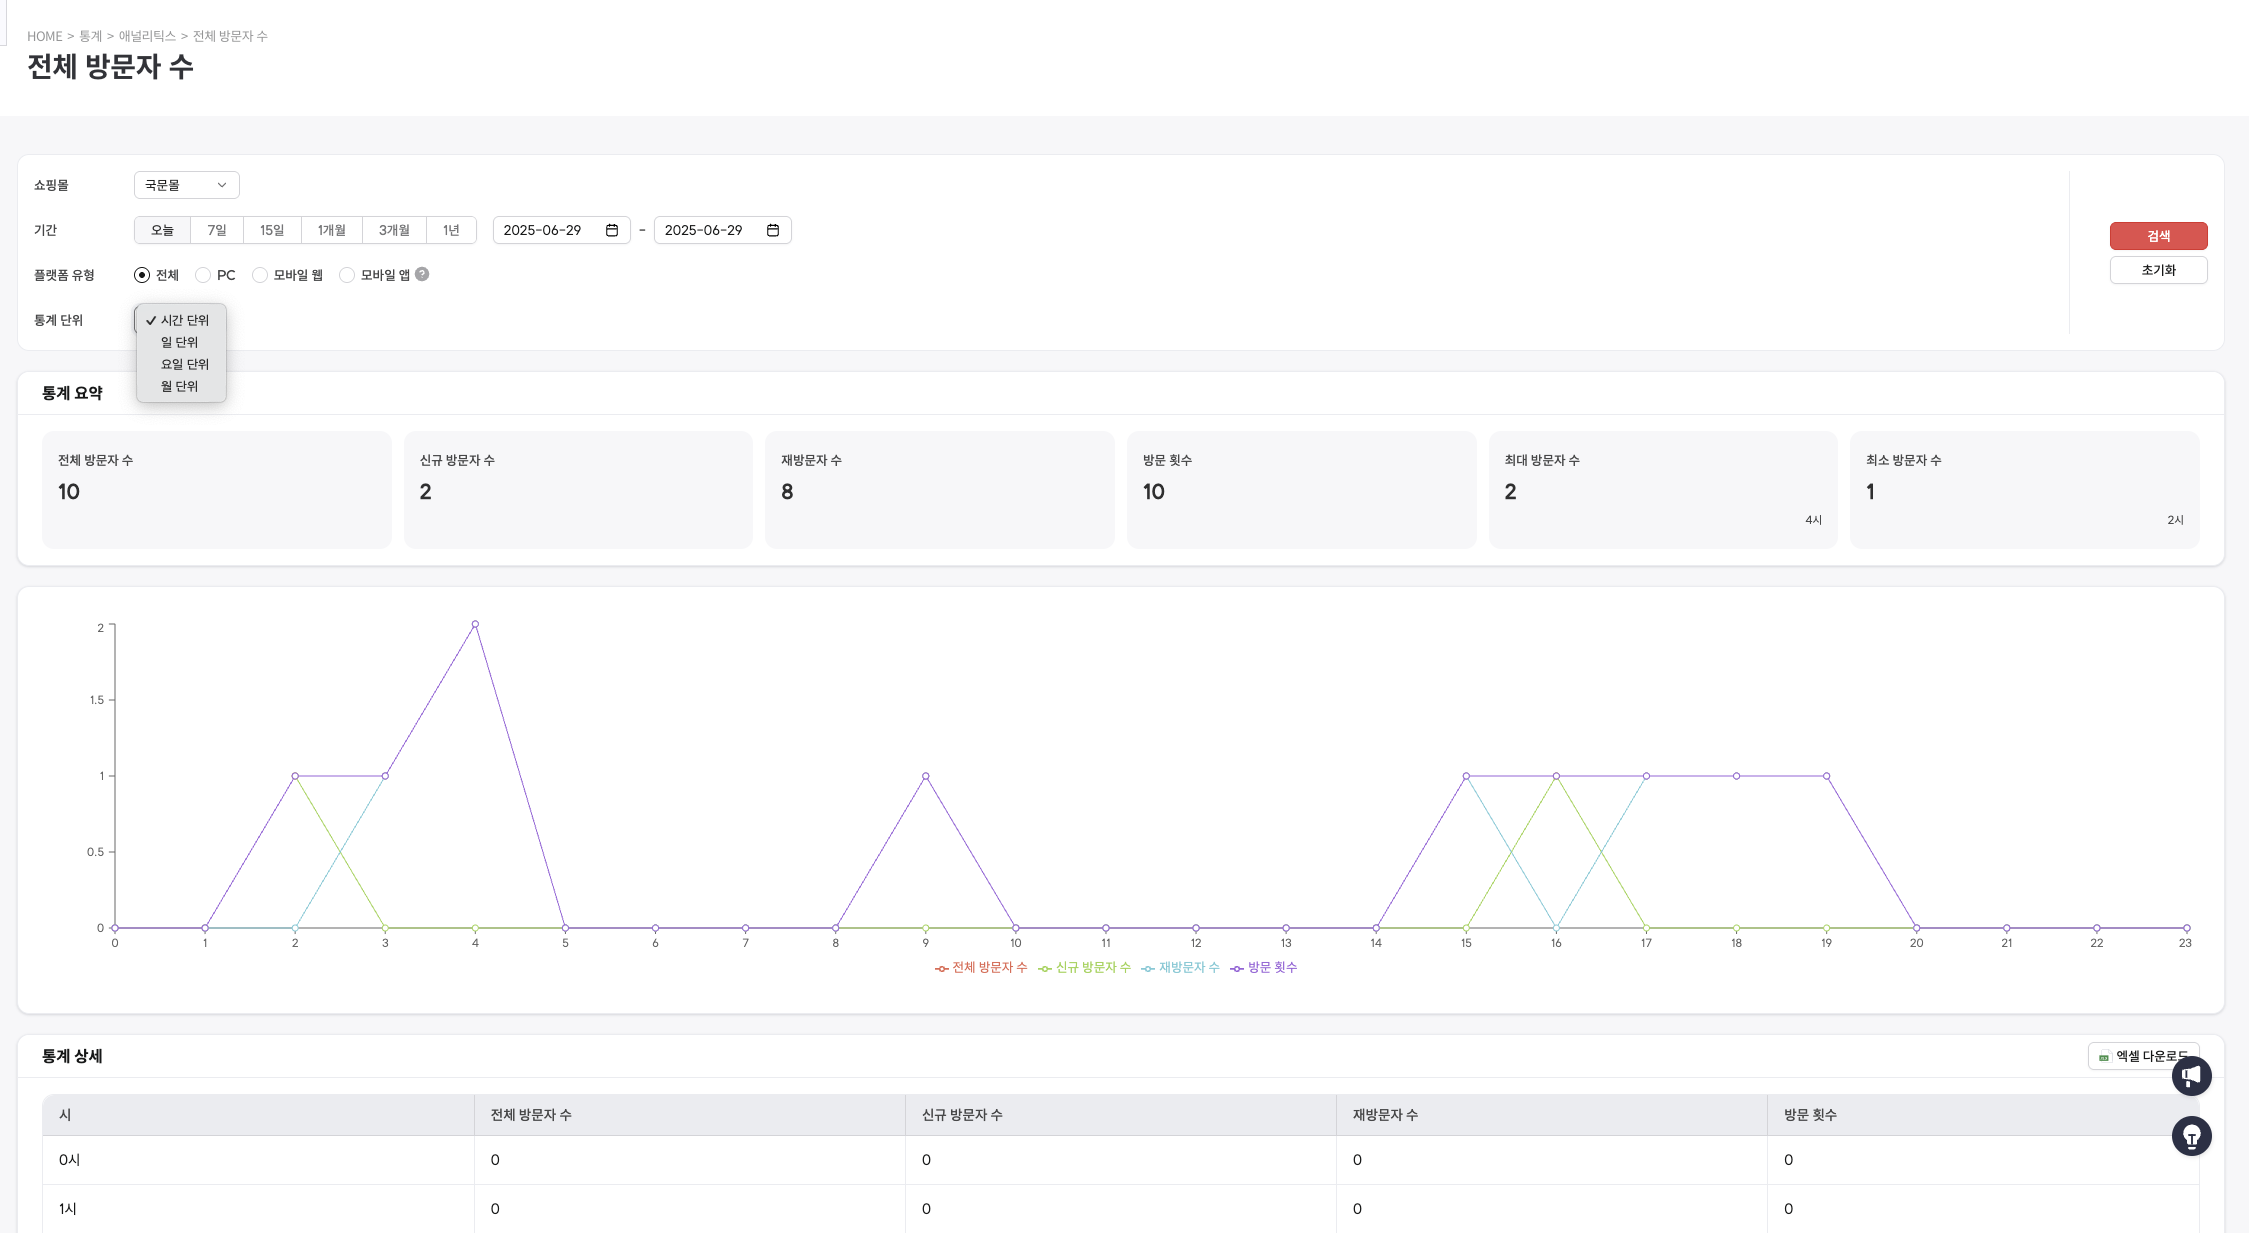 HOME > 통계 > 애널리틱스 > 전체 방문자 수
전체 방문자 수
쇼핑몰 국문몰
기간 오늘 7일 15일 1개월 3개월 1년 2025-06-29 - 2025-06-29
검색
플랫폼 유형 전체 PC 모바일 웹 모바일 앱 ?
초기화
통계 단위 ✓ 시간 단위
일 단위
요일 단위
월 단위
통계 요약
전체 방문자 수 신규 방문자 수 재방문자 수 방문 횟수 최대 방문자 수 최소 방문자 수
10 2 8 10 2 1
4시 2시
2
1.5
1
0.5
0
0 1 2 3 4 5 6 7 8 9 10 11 12 13 14 15 16 17 18 19 20 21 22 23
전체 방문자 수 신규 방문자 수 재방문자 수 방문 횟수
통계 상세 엑셀 다운로드
시 전체 방문자 수 신규 방문자 수 재방문자 수 방문 횟수
0시 0 0 0 0
1시 0 0 0 0